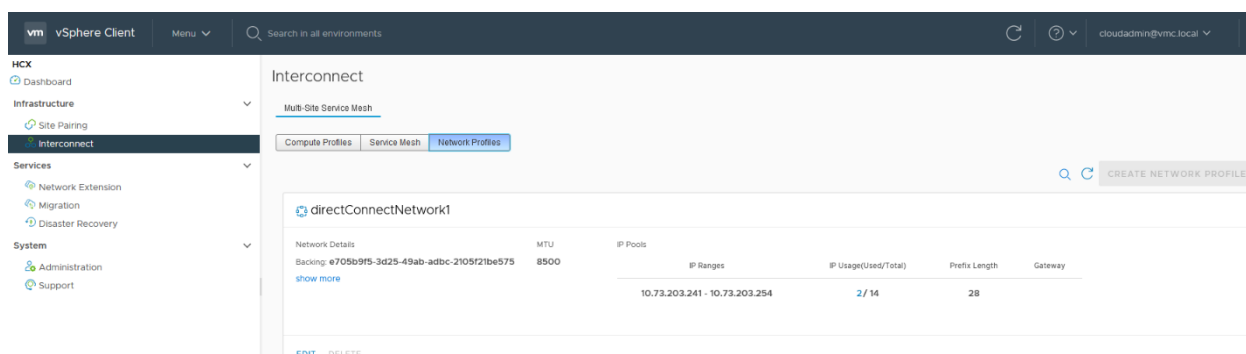 vm vSphere Client Menu Search in all environments cloudadmin@vmc.local
HCX
Dashboard
Infrastructure
Site Pairing
Interconnect
Services
Network Extension
Migration
Disaster Recovery
System
Administration
Support
Interconnect
Multi-Site Service Mesh
Compute Profiles Service Mesh Network Profiles
CREATE NETWORK PROFILE
directConnectNetwork1
Network Details MTU IP Pools
Backing: e705b9f5-3d25-49ab-adbc-2105f21be575 8500
show more
IP Ranges IP Usage(Used/Total) Prefix Length Gateway
10.73.203.241 - 10.73.203.254 2/ 14 28
EDIT DELETE